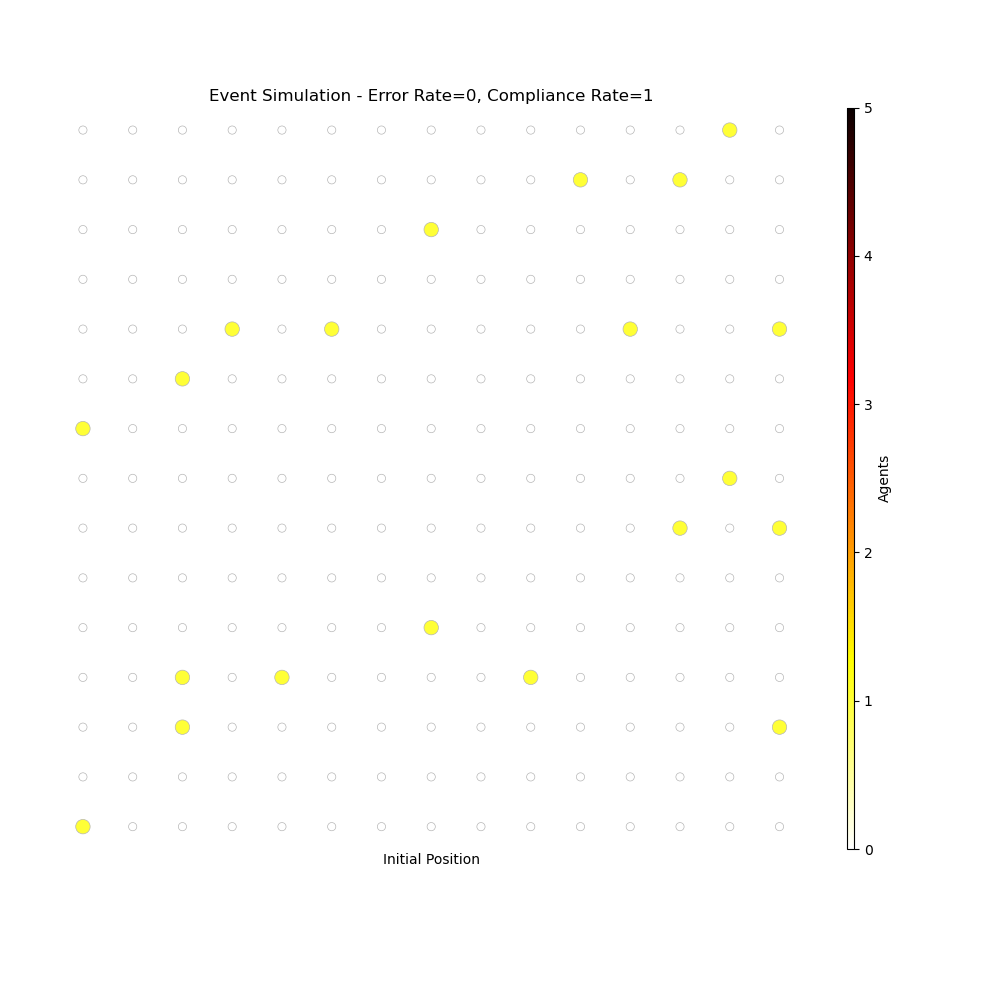 Event Simulation - Error Rate=0, Compliance Rate=1
5
4
3
2
1
0
Agents
Initial Position